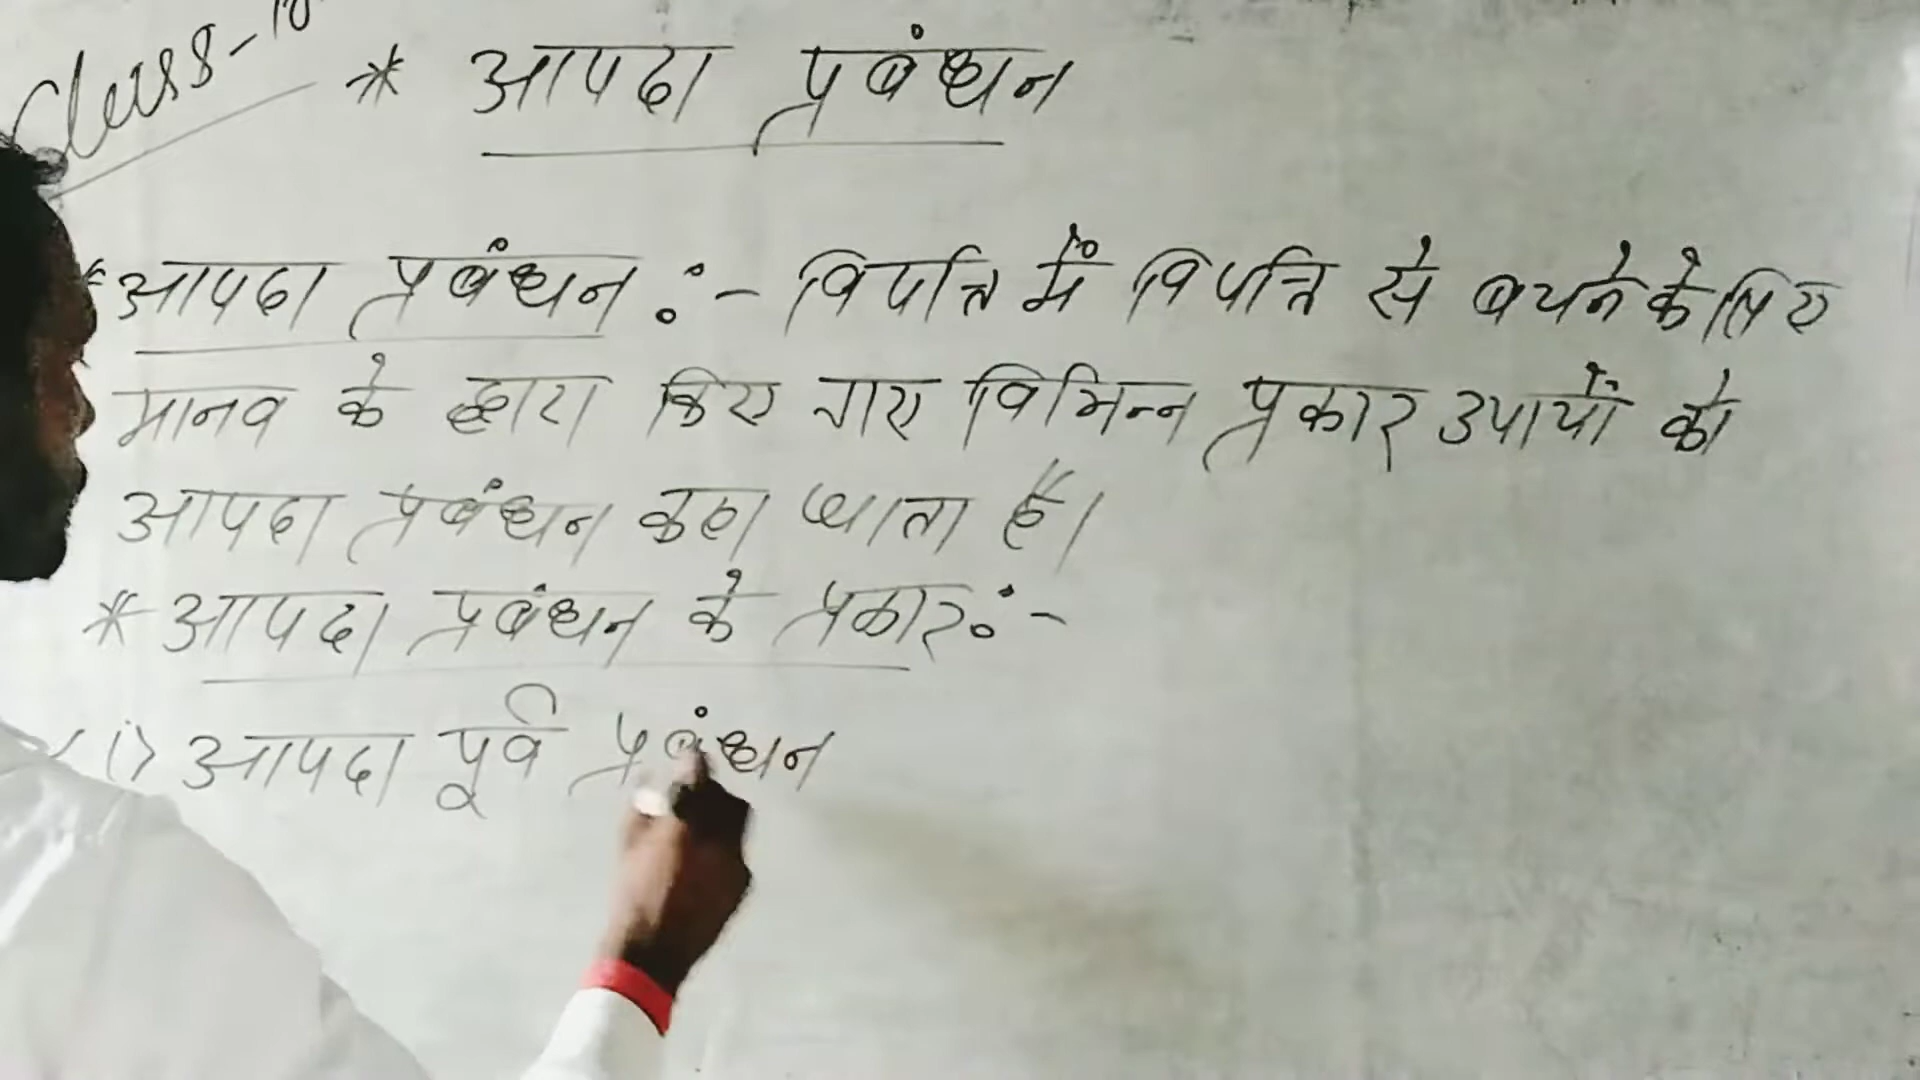 Class-10
* आपदा प्रबंधन
* आपदा प्रबंधन :- विपत्ति में विपत्ति से बचने के लिए
मानव के द्वारा किए गए विभिन्न प्रकार उपायों को
आपदा प्रबंधन कहा जाता है।
* आपदा प्रबंधन के प्रकार :-
(i) आपदा पूर्व प्रबंधन